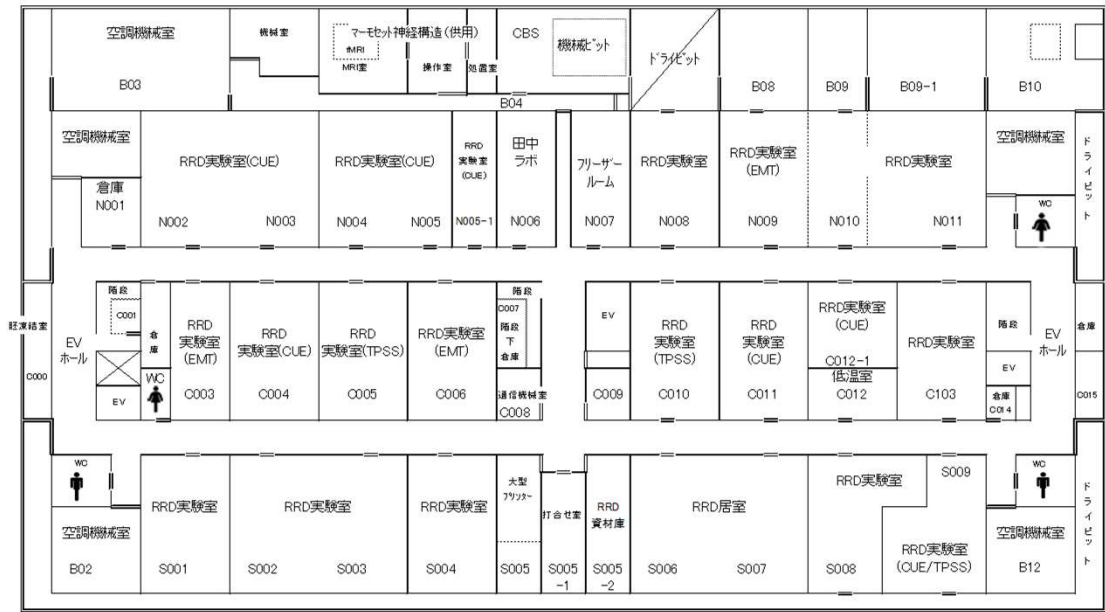 空調機械室
B03
機械室
マーモセット神経構造(供用)
fMRI
MRI室
操作室
処置室
CBS
機械ピット
B04
ドライピット
B08
B09
B09-1
B10
空調機械室
倉庫
N001
RRD実験室(CUE)
N002
N003
RRD実験室(CUE)
N004
N005
RRD
実験室
(CUE)
N005-1
田中
ラボ
N006
フリーザー
ルーム
N007
RRD実験室
N008
RRD実験室
(EMT)
N009
N010
RRD実験室
N011
空調機械室
WC
ドライピット
胚凍結室
C000
EV
ホール
階段
C001
EV
倉庫
WC
RRD
実験室
(EMT)
C003
RRD
実験室(CUE)
C004
RRD
実験室(TPSS)
C005
RRD実験室
(EMT)
C006
階段
C007
階段
下
倉庫
通信機械室
C008
EV
C009
RRD
実験室
(TPSS)
C010
RRD
実験室
(CUE)
C011
RRD実験室
(CUE)
C012-1
低温室
C012
RRD実験室
C103
階段
EV
倉庫
C014
EV
ホール
倉庫
C015
WC
空調機械室
B02
RRD実験室
S001
RRD実験室
S002
S003
RRD実験室
S004
大型
プリンター
S005
打合せ室
S005
-1
RRD
資材庫
S005
-2
RRD居室
S006
S007
RRD実験室
S008
S009
RRD実験室
(CUE/TPSS)
WC
空調機械室
B12
ドライピット